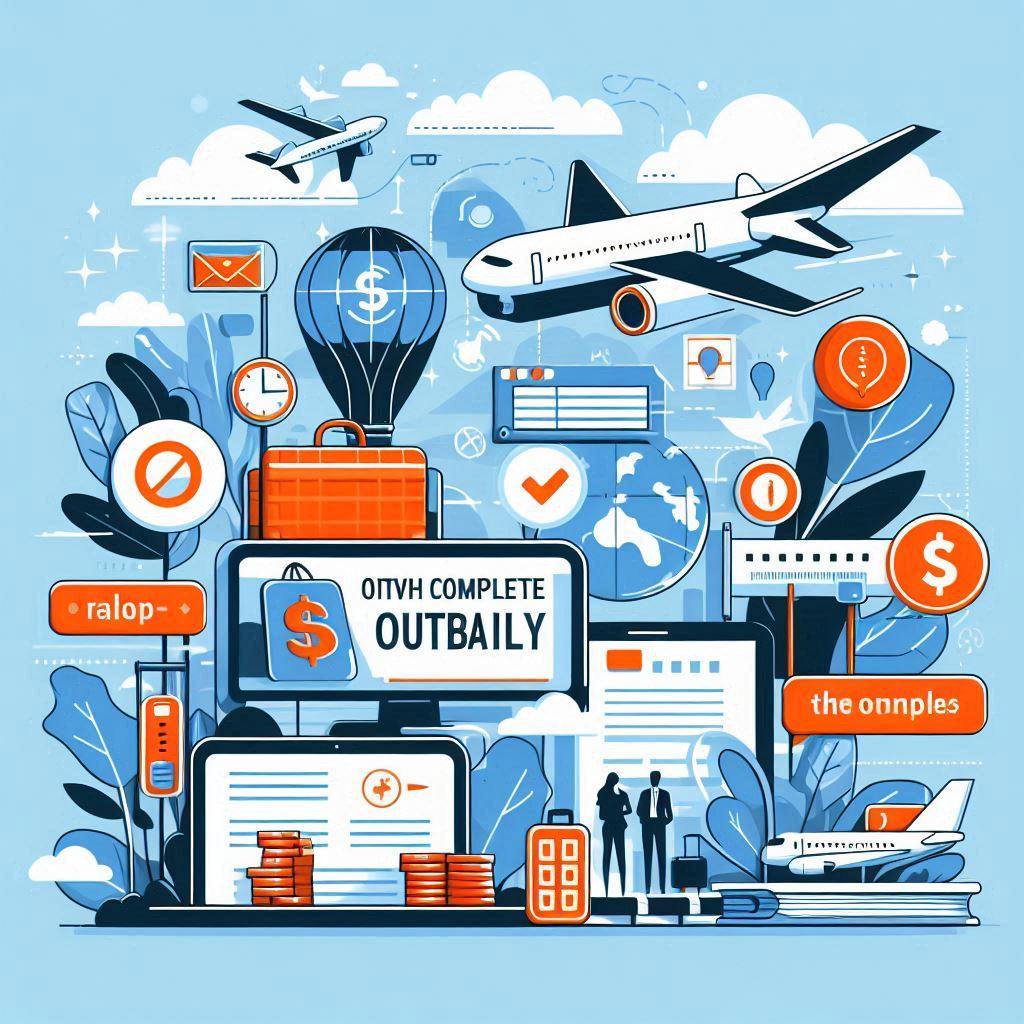 $
$
$
OITVH COMPLETE
OUTBAILY
ralop-
the onnples